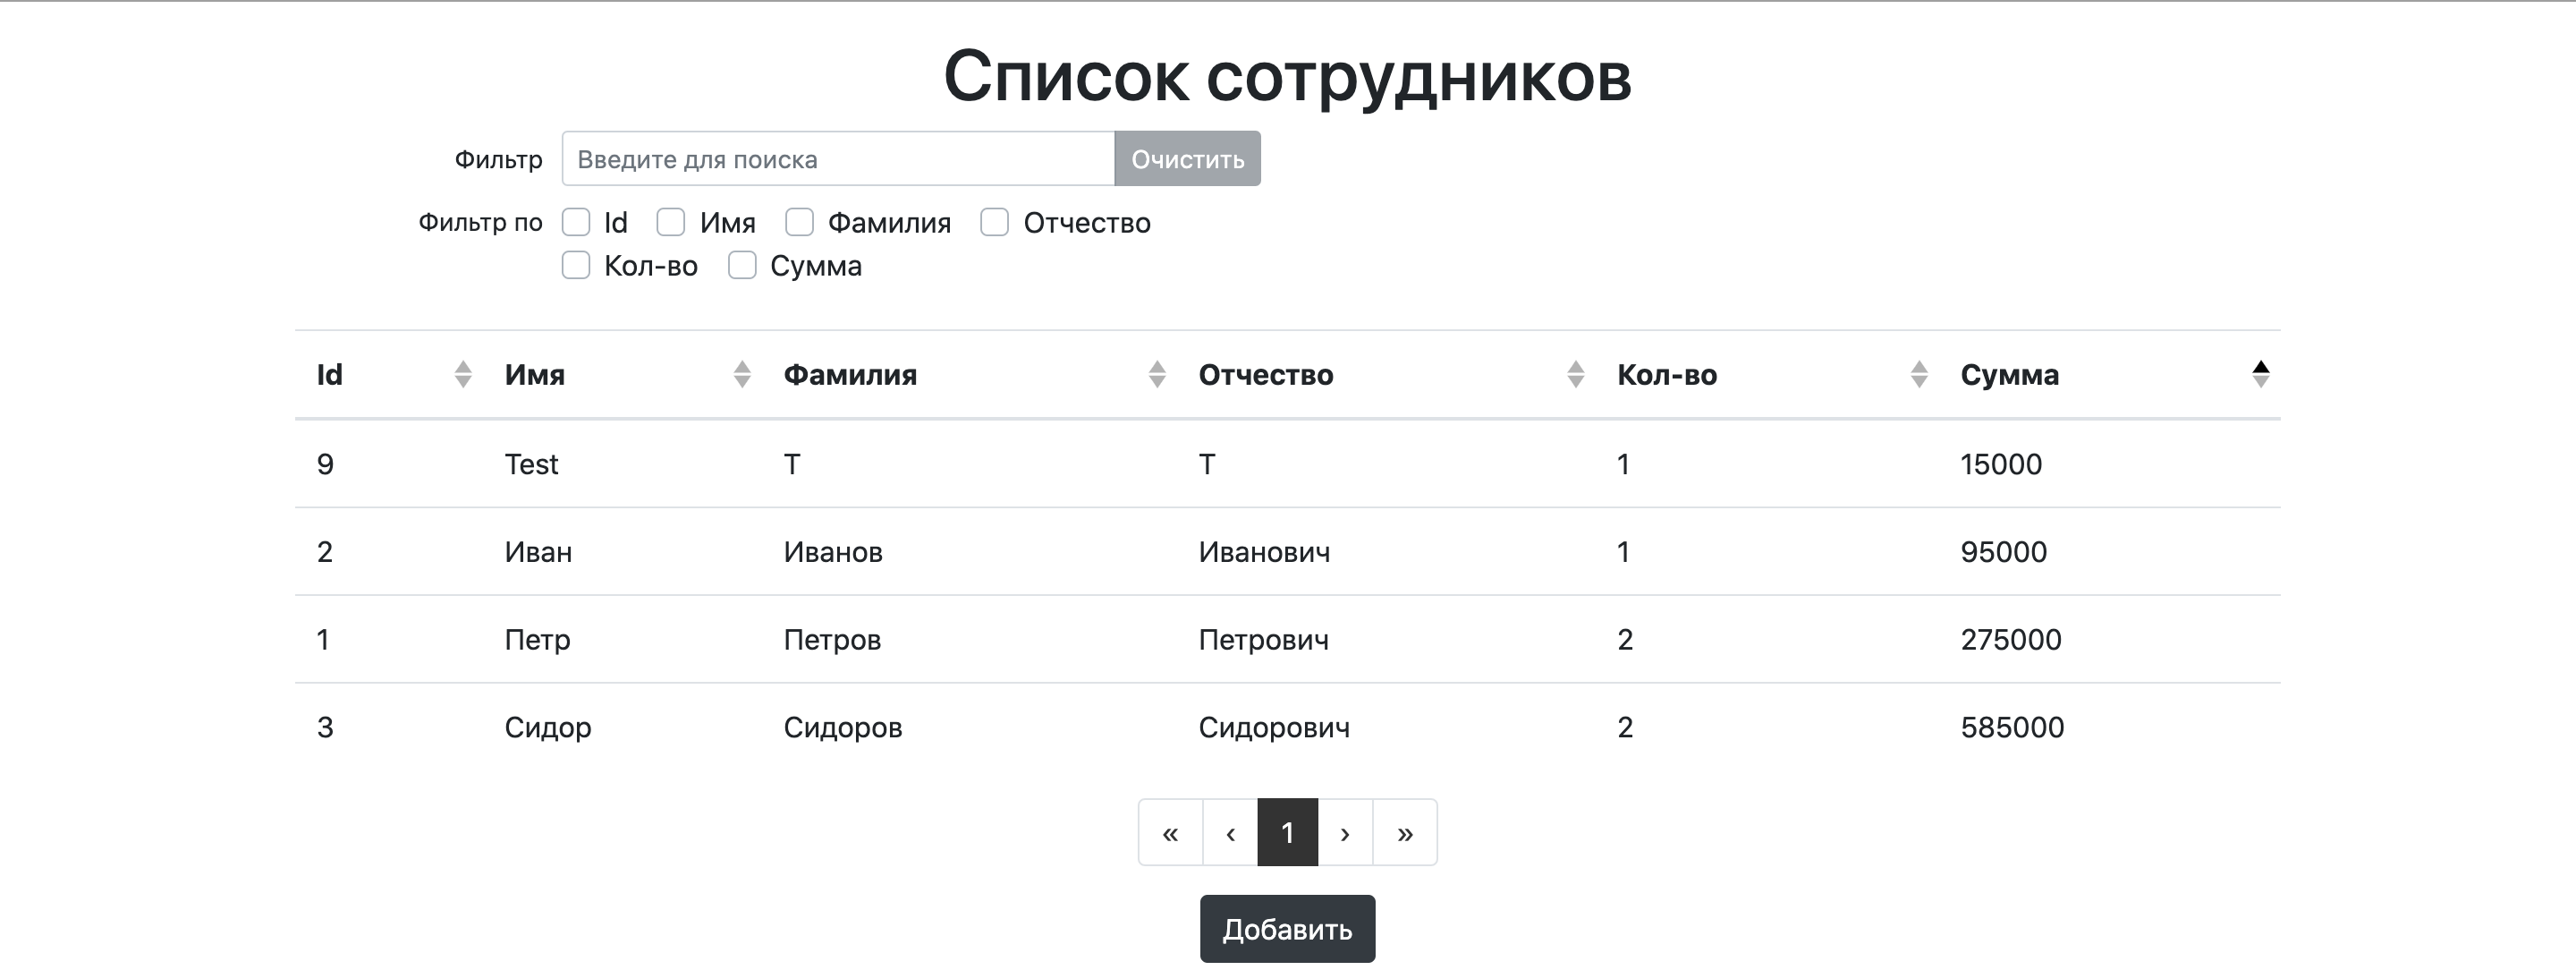 Список сотрудников
Фильтр Введите для поиска Очистить
Фильтр по Id Имя Фамилия Отчество
Кол-во Сумма
Id Имя Фамилия Отчество Кол-во Сумма
9 Test T T 1 15000
2 Иван Иванов Иванович 1 95000
1 Петр Петров Петрович 2 275000
3 Сидор Сидоров Сидорович 2 585000
« ‹ 1 › »
Добавить